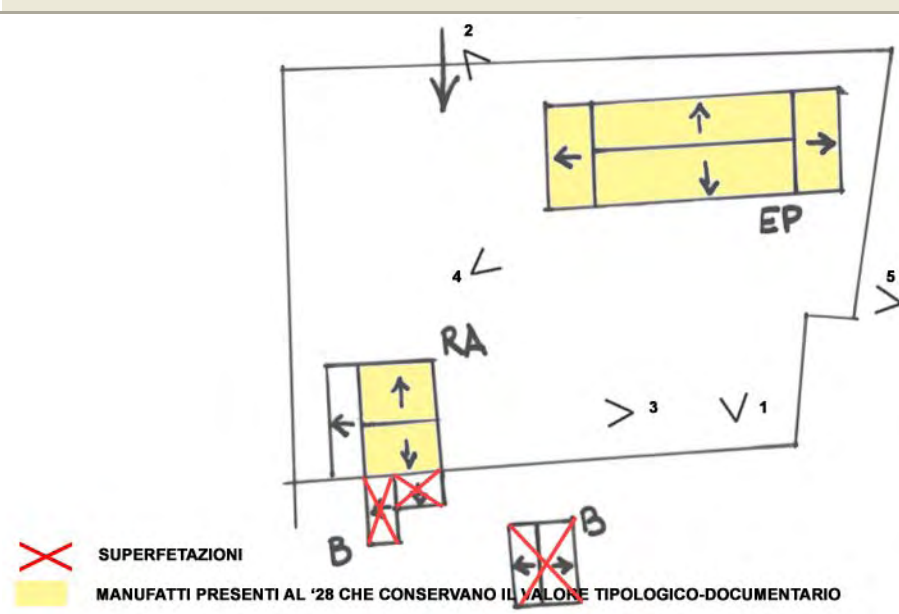 2
EP
4
5
RA
3
1
B
B
SUPERFETAZIONI
MANUFATTI PRESENTI AL ‘28 CHE CONSERVANO IL VALORE TIPOLOGICO-DOCUMENTARIO